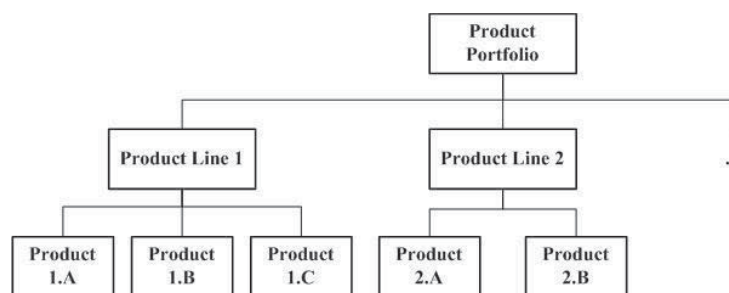 Product
Portfolio
Product Line 1
Product Line 2
.
Product
1.A
Product
1.B
Product
1.C
Product
2.A
Product
2.B